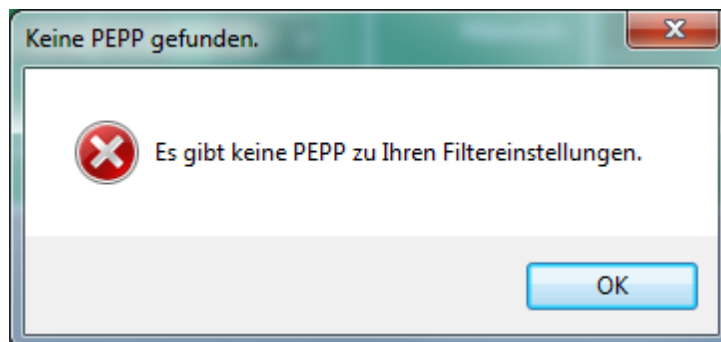 Keine PEPP gefunden.
Es gibt keine PEPP zu Ihren Filtereinstellungen.
OK